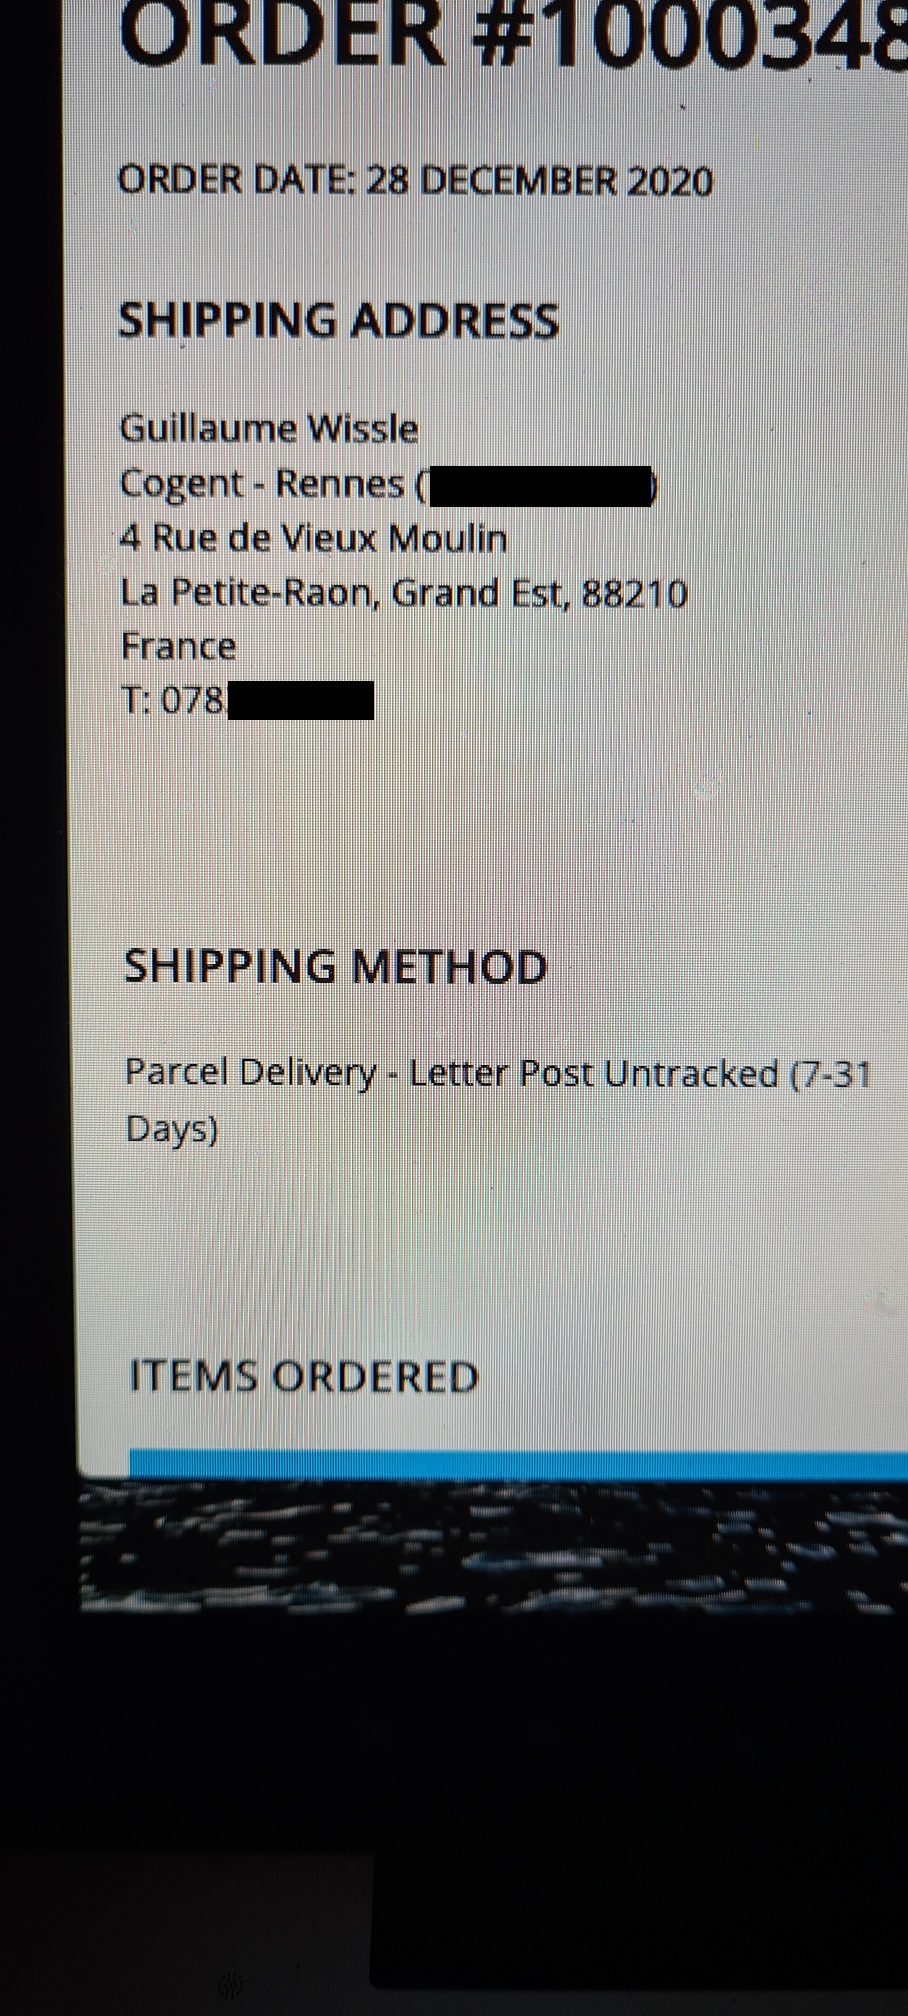 ORDER #1000348
ORDER DATE: 28 DECEMBER 2020
SHIPPING ADDRESS
Guillaume Wissle
Cogent - Rennes ( )
4 Rue de Vieux Moulin
La Petite-Raon, Grand Est, 88210
France
T: 078
SHIPPING METHOD
Parcel Delivery - Letter Post Untracked (7-31
Days)
ITEMS ORDERED